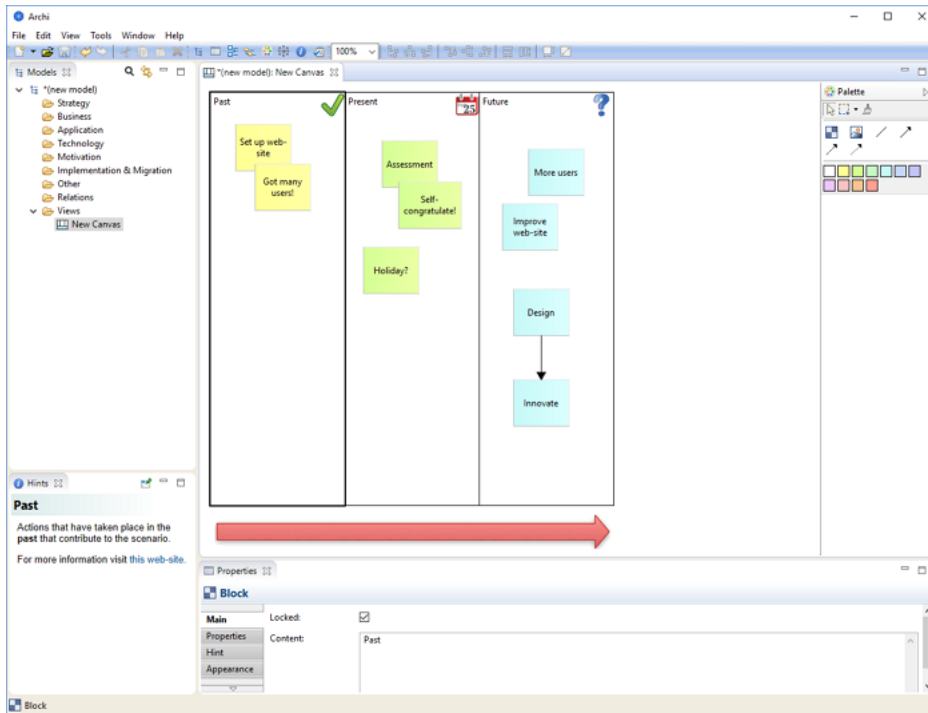 Archi
File Edit View Tools Window Help
100%
Models
*(new model)
Strategy
Business
Application
Technology
Motivation
Implementation & Migration
Other
Relations
Views
New Canvas
*(new model): New Canvas
Past
Present
25
Future
Set up web-
site
Got many
users!
Assessment
Self-
congratulate!
Holiday?
More users
Improve
web-site
Design
Innovate
Palette
Hints
Past
Actions that have taken place in the
past that contribute to the scenario.
For more information visit this web-site.
Properties
Block
Main
Properties
Hint
Appearance
Locked:
Content:
Past
Block